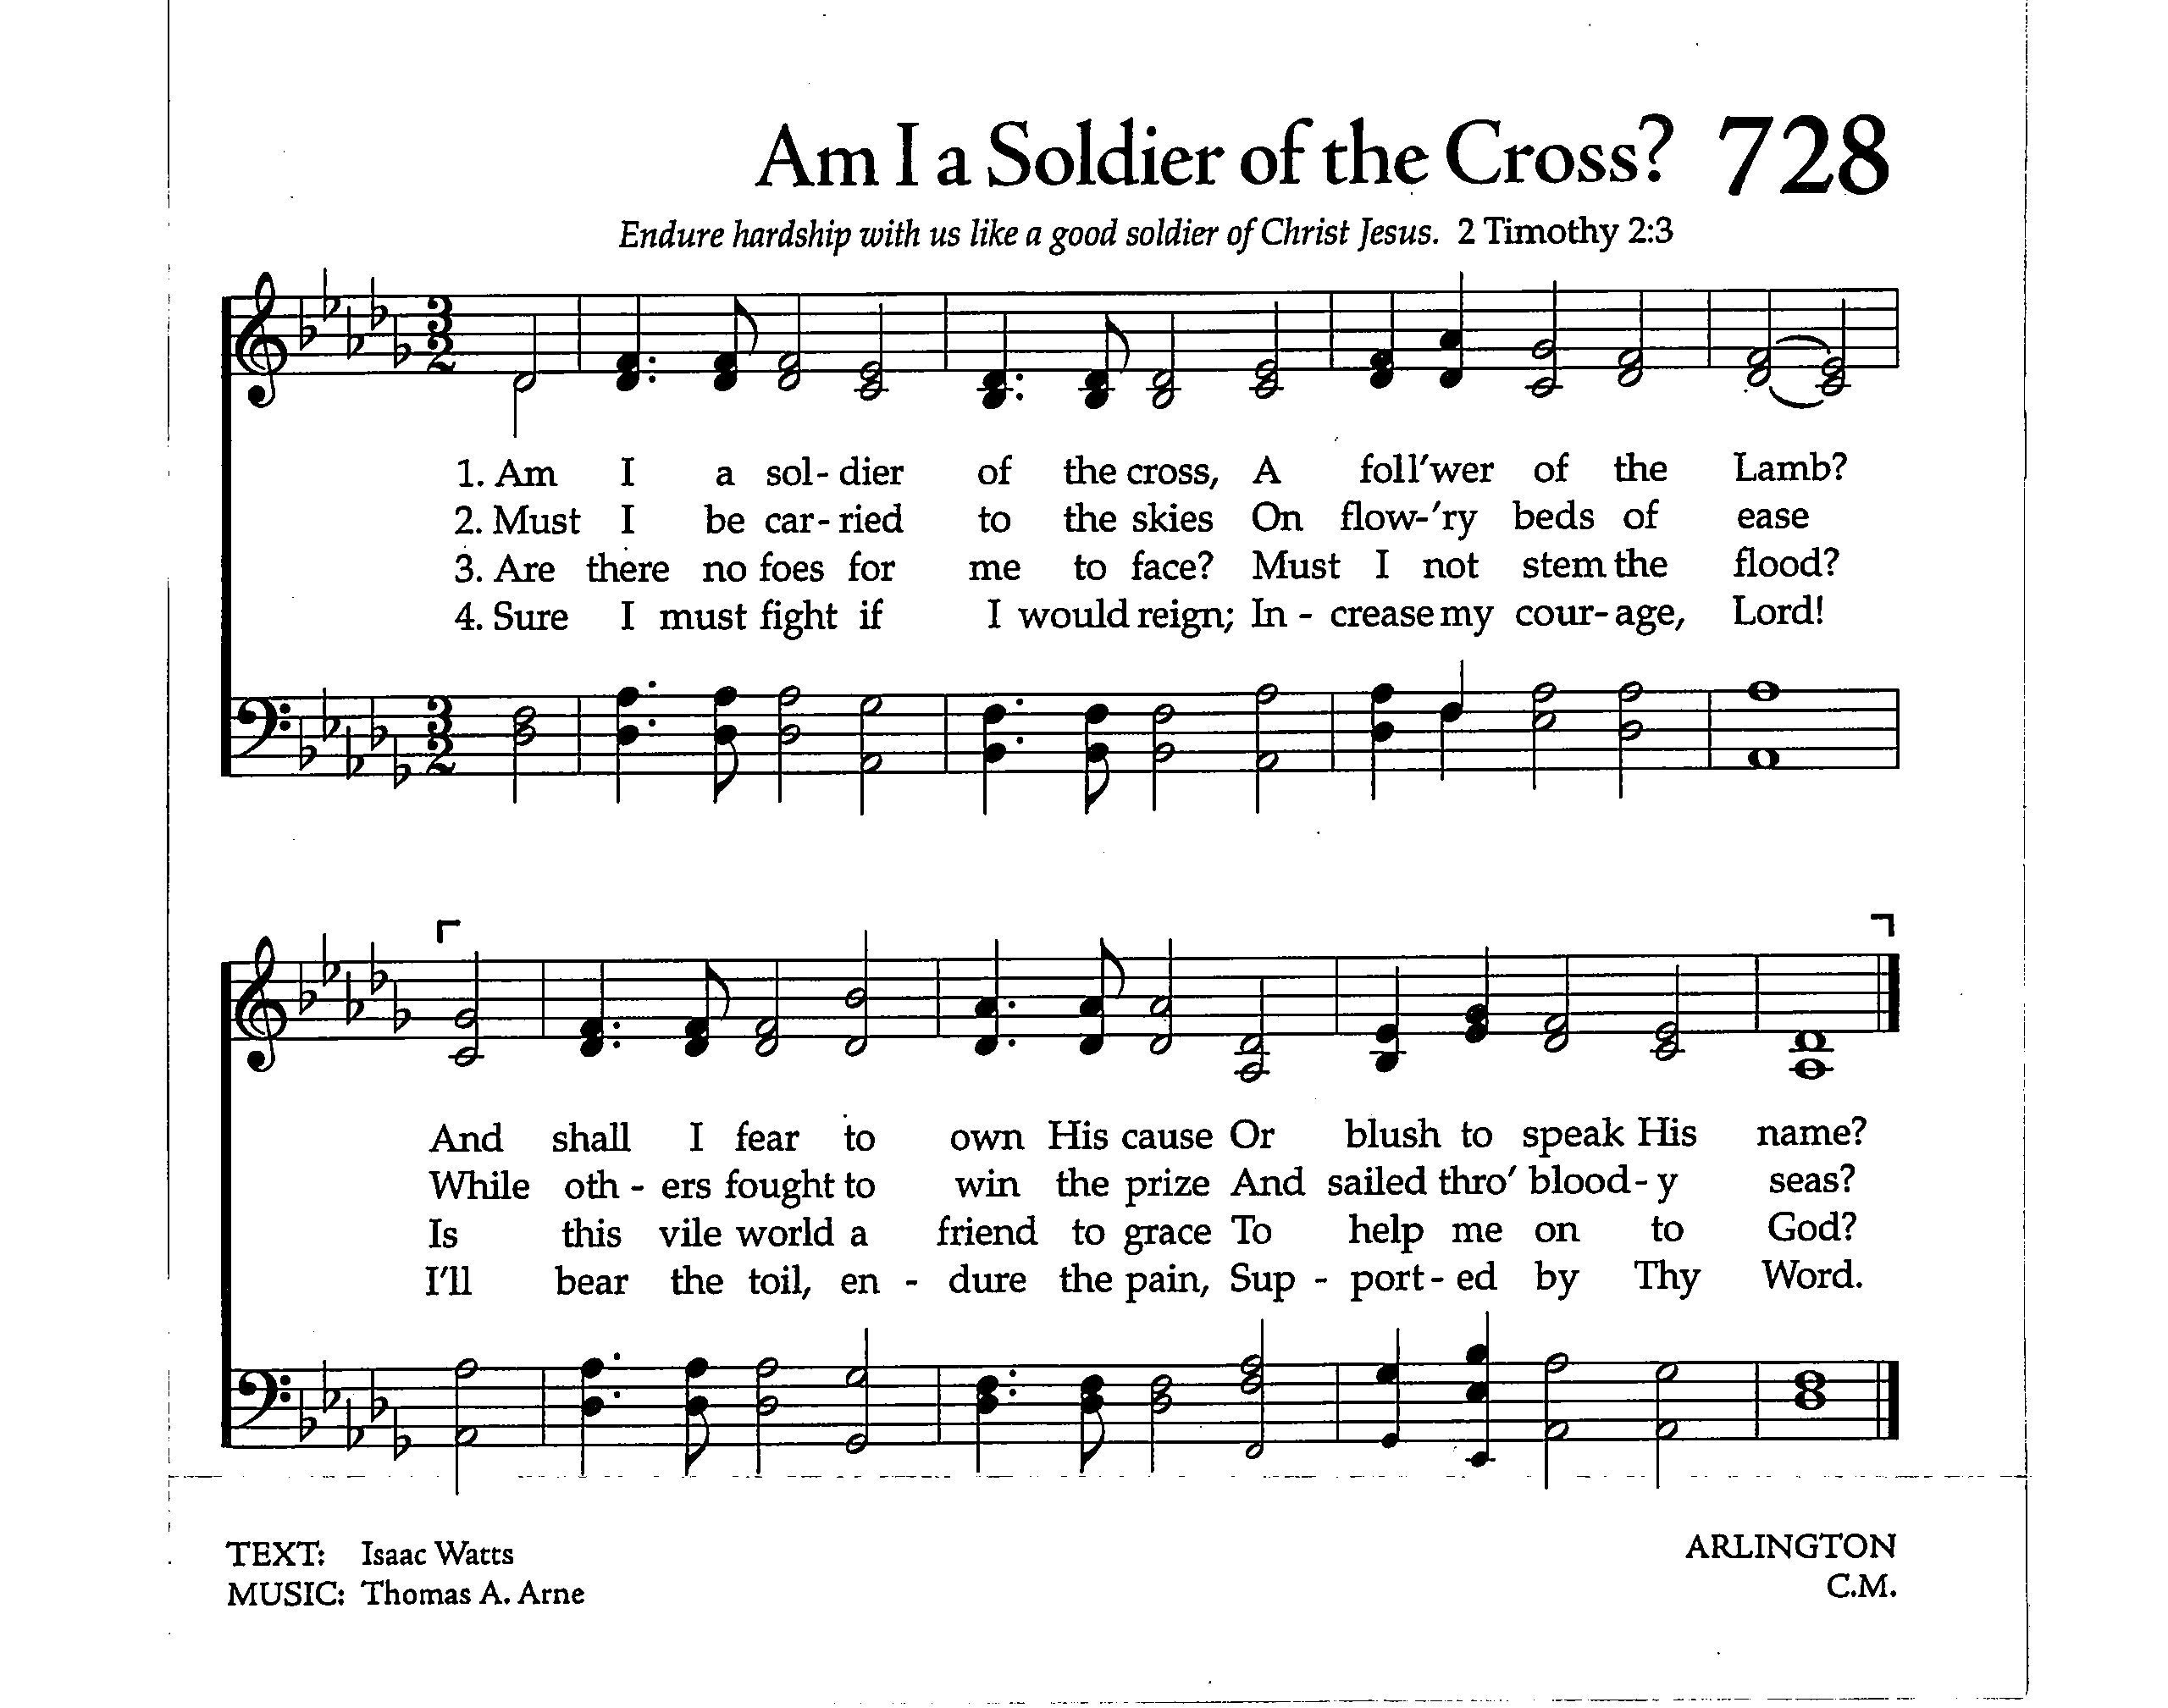 Am I a Soldier of the Cross? 728
Endure hardship with us like a good soldier of Christ Jesus. 2 Timothy 2:3
3
2
1. Am I a sol- dier of the cross, A foll'wer of the Lamb?
2. Must I be car- ried to the skies On flow-'ry beds of ease
3. Are there no foes for me to face? Must I not stem the flood?
4. Sure I must fight if I would reign; In - crease my cour- age, Lord!
3
2
And shall I fear to own His cause Or blush to speak His name?
While oth - ers fought to win the prize And sailed thro' blood- y seas?
Is this vile world a friend to grace To help me on to God?
I'll bear the toil, en - dure the pain, Sup - port- ed by Thy Word.
TEXT: Isaac Watts
MUSIC: Thomas A. Arne
ARLINGTON
C.M.